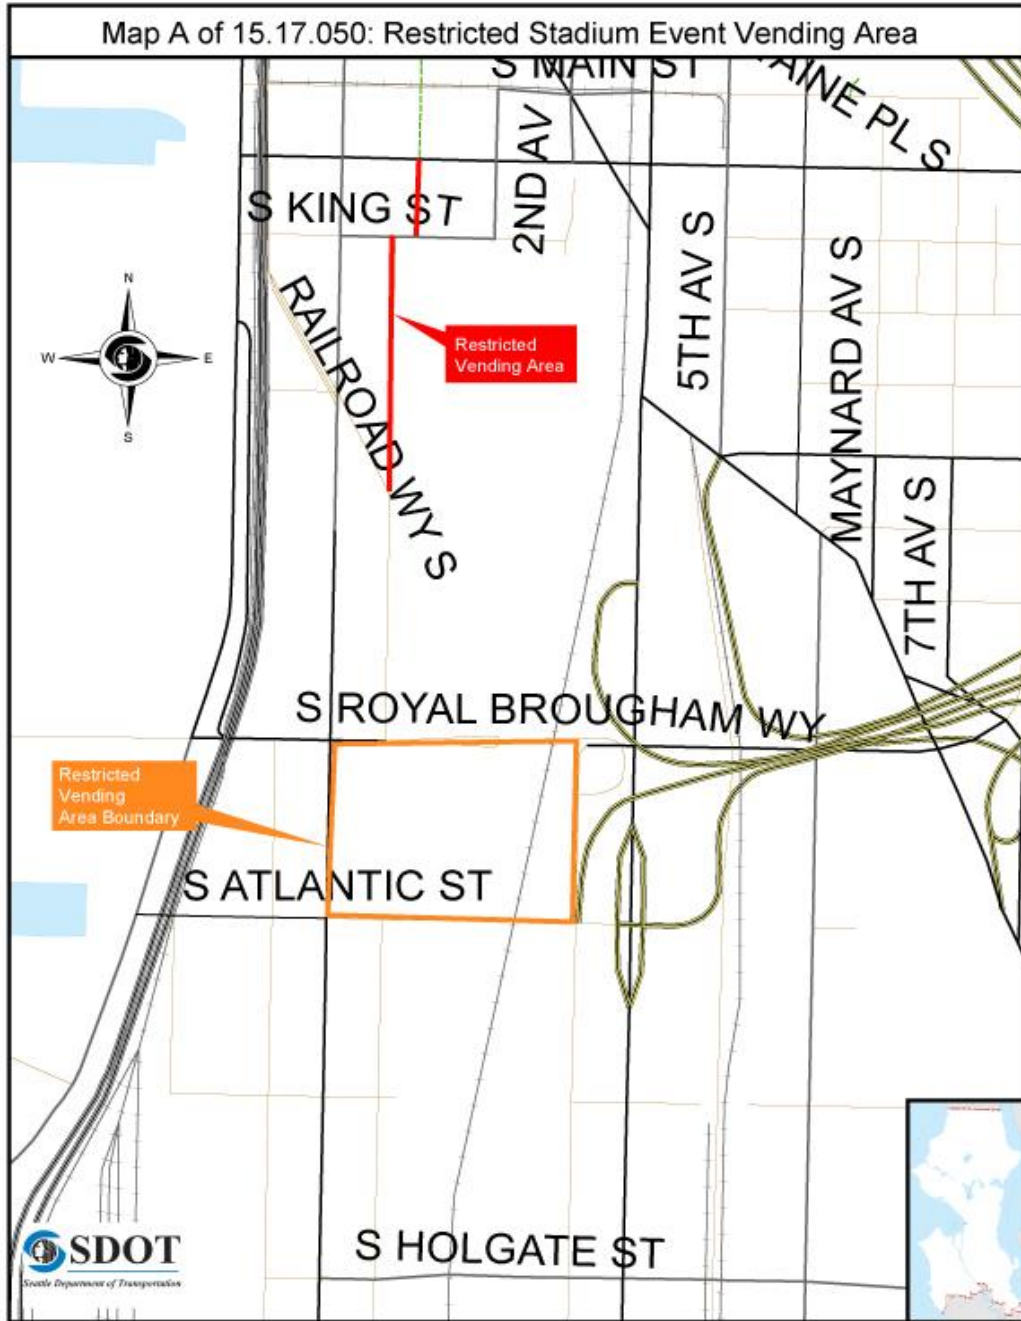 Map A of 15.17.050: Restricted Stadium Event Vending Area
S MAIN ST
AINE PL S
2ND AV
S KING ST
N
W
E
S
RAILROAD WY S
Restricted
Vending Area
5TH AV S
MAYNARD AV S
7TH AV S
S ROYAL BROUGHAM WY
Restricted
Vending
Area Boundary
S ATLANTIC ST
S HOLGATE ST
SDOT
Seattle Department of Transportation